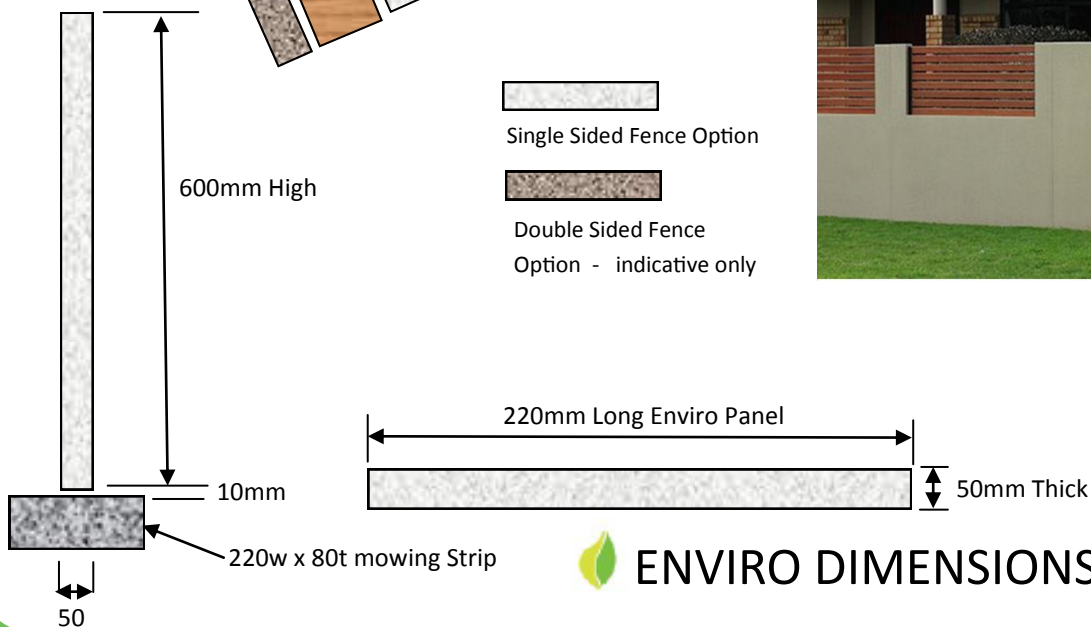 600mm High
Single Sided Fence Option
Double Sided Fence
Option - indicative only
220mm Long Enviro Panel
10mm
50mm Thick
220w x 80t mowing Strip
ENVIRO DIMENSIONS
50